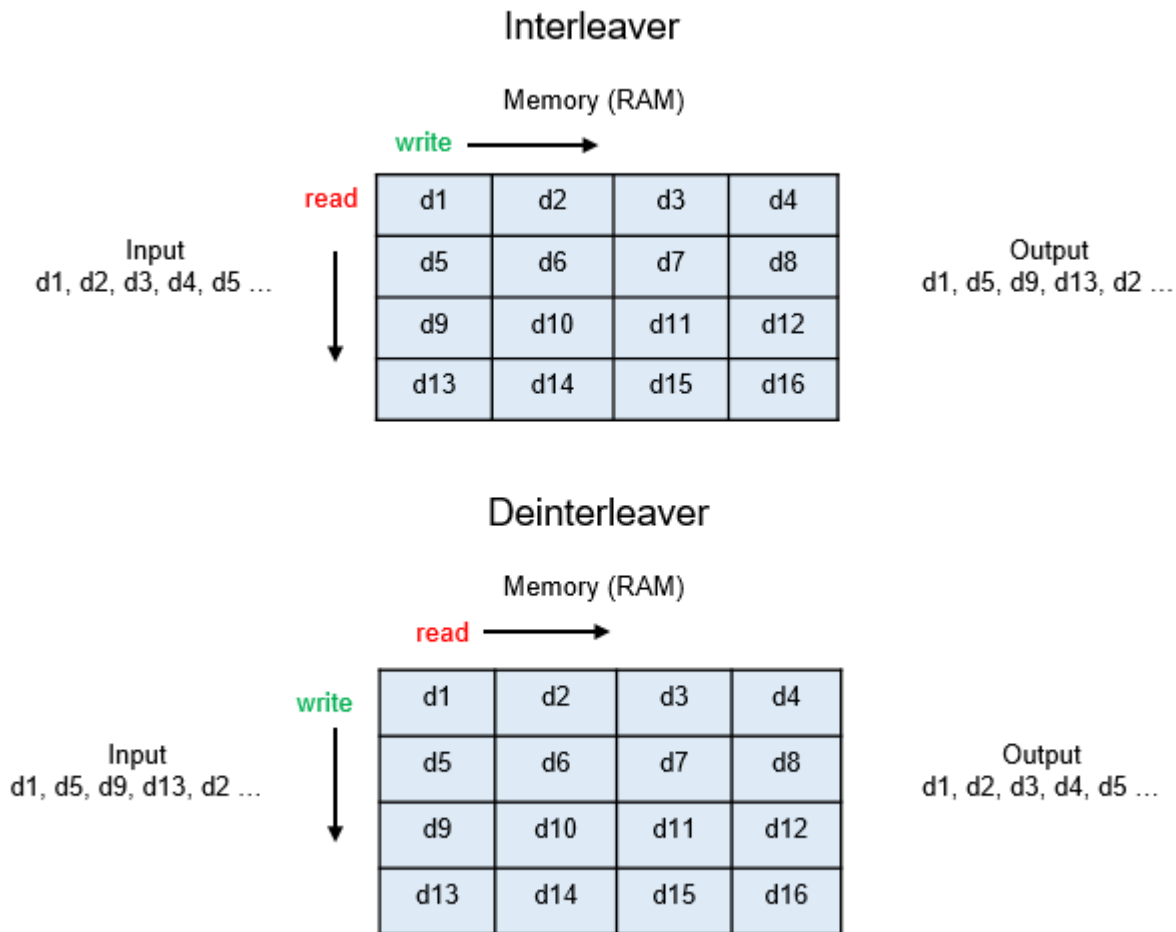 Interleaver
Memory (RAM)
write
read
d1 d2 d3 d4
Input
d1, d2, d3, d4, d5 ...
d5 d6 d7 d8
Output
d1, d5, d9, d13, d2 ...
d9 d10 d11 d12
d13 d14 d15 d16
Deinterleaver
Memory (RAM)
read
write
d1 d2 d3 d4
Input
d1, d5, d9, d13, d2 ...
d5 d6 d7 d8
Output
d1, d2, d3, d4, d5 ...
d9 d10 d11 d12
d13 d14 d15 d16